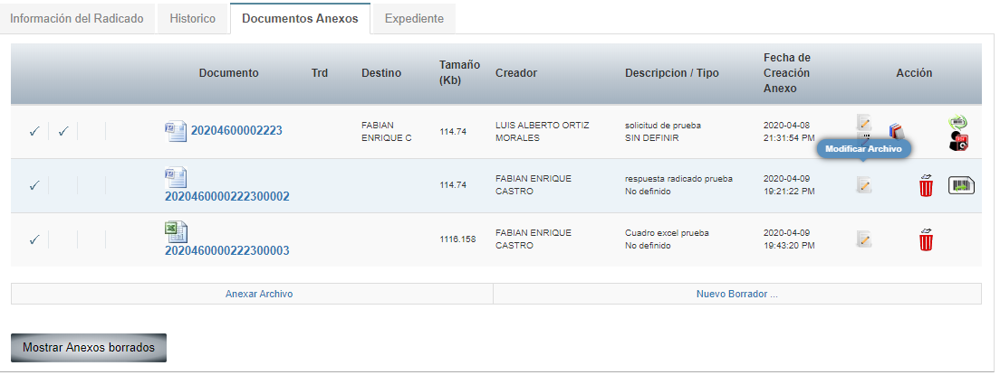 Información del Radicado
Historico
Documentos Anexos
Expediente
Documento
Trd
Destino
Tamaño
(Kb)
Creador
Descripcion / Tipo
Fecha de
Creación
Anexo
Acción
20204600002223
FABIAN
ENRIQUE C
114.74
LUIS ALBERTO ORTIZ
MORALES
solicitud de prueba
SIN DEFINIR
2020-04-08
21:31:54 PM
Modificar Archivo
2020460000222300002
114.74
FABIAN ENRIQUE
CASTRO
respuesta radicado prueba
No definido
2020-04-09
19:21:22 PM
2020460000222300003
1116.158
FABIAN ENRIQUE
CASTRO
Cuadro excel prueba
No definido
2020-04-09
19:43:20 PM
Anexar Archivo
Nuevo Borrador ...
Mostrar Anexos borrados